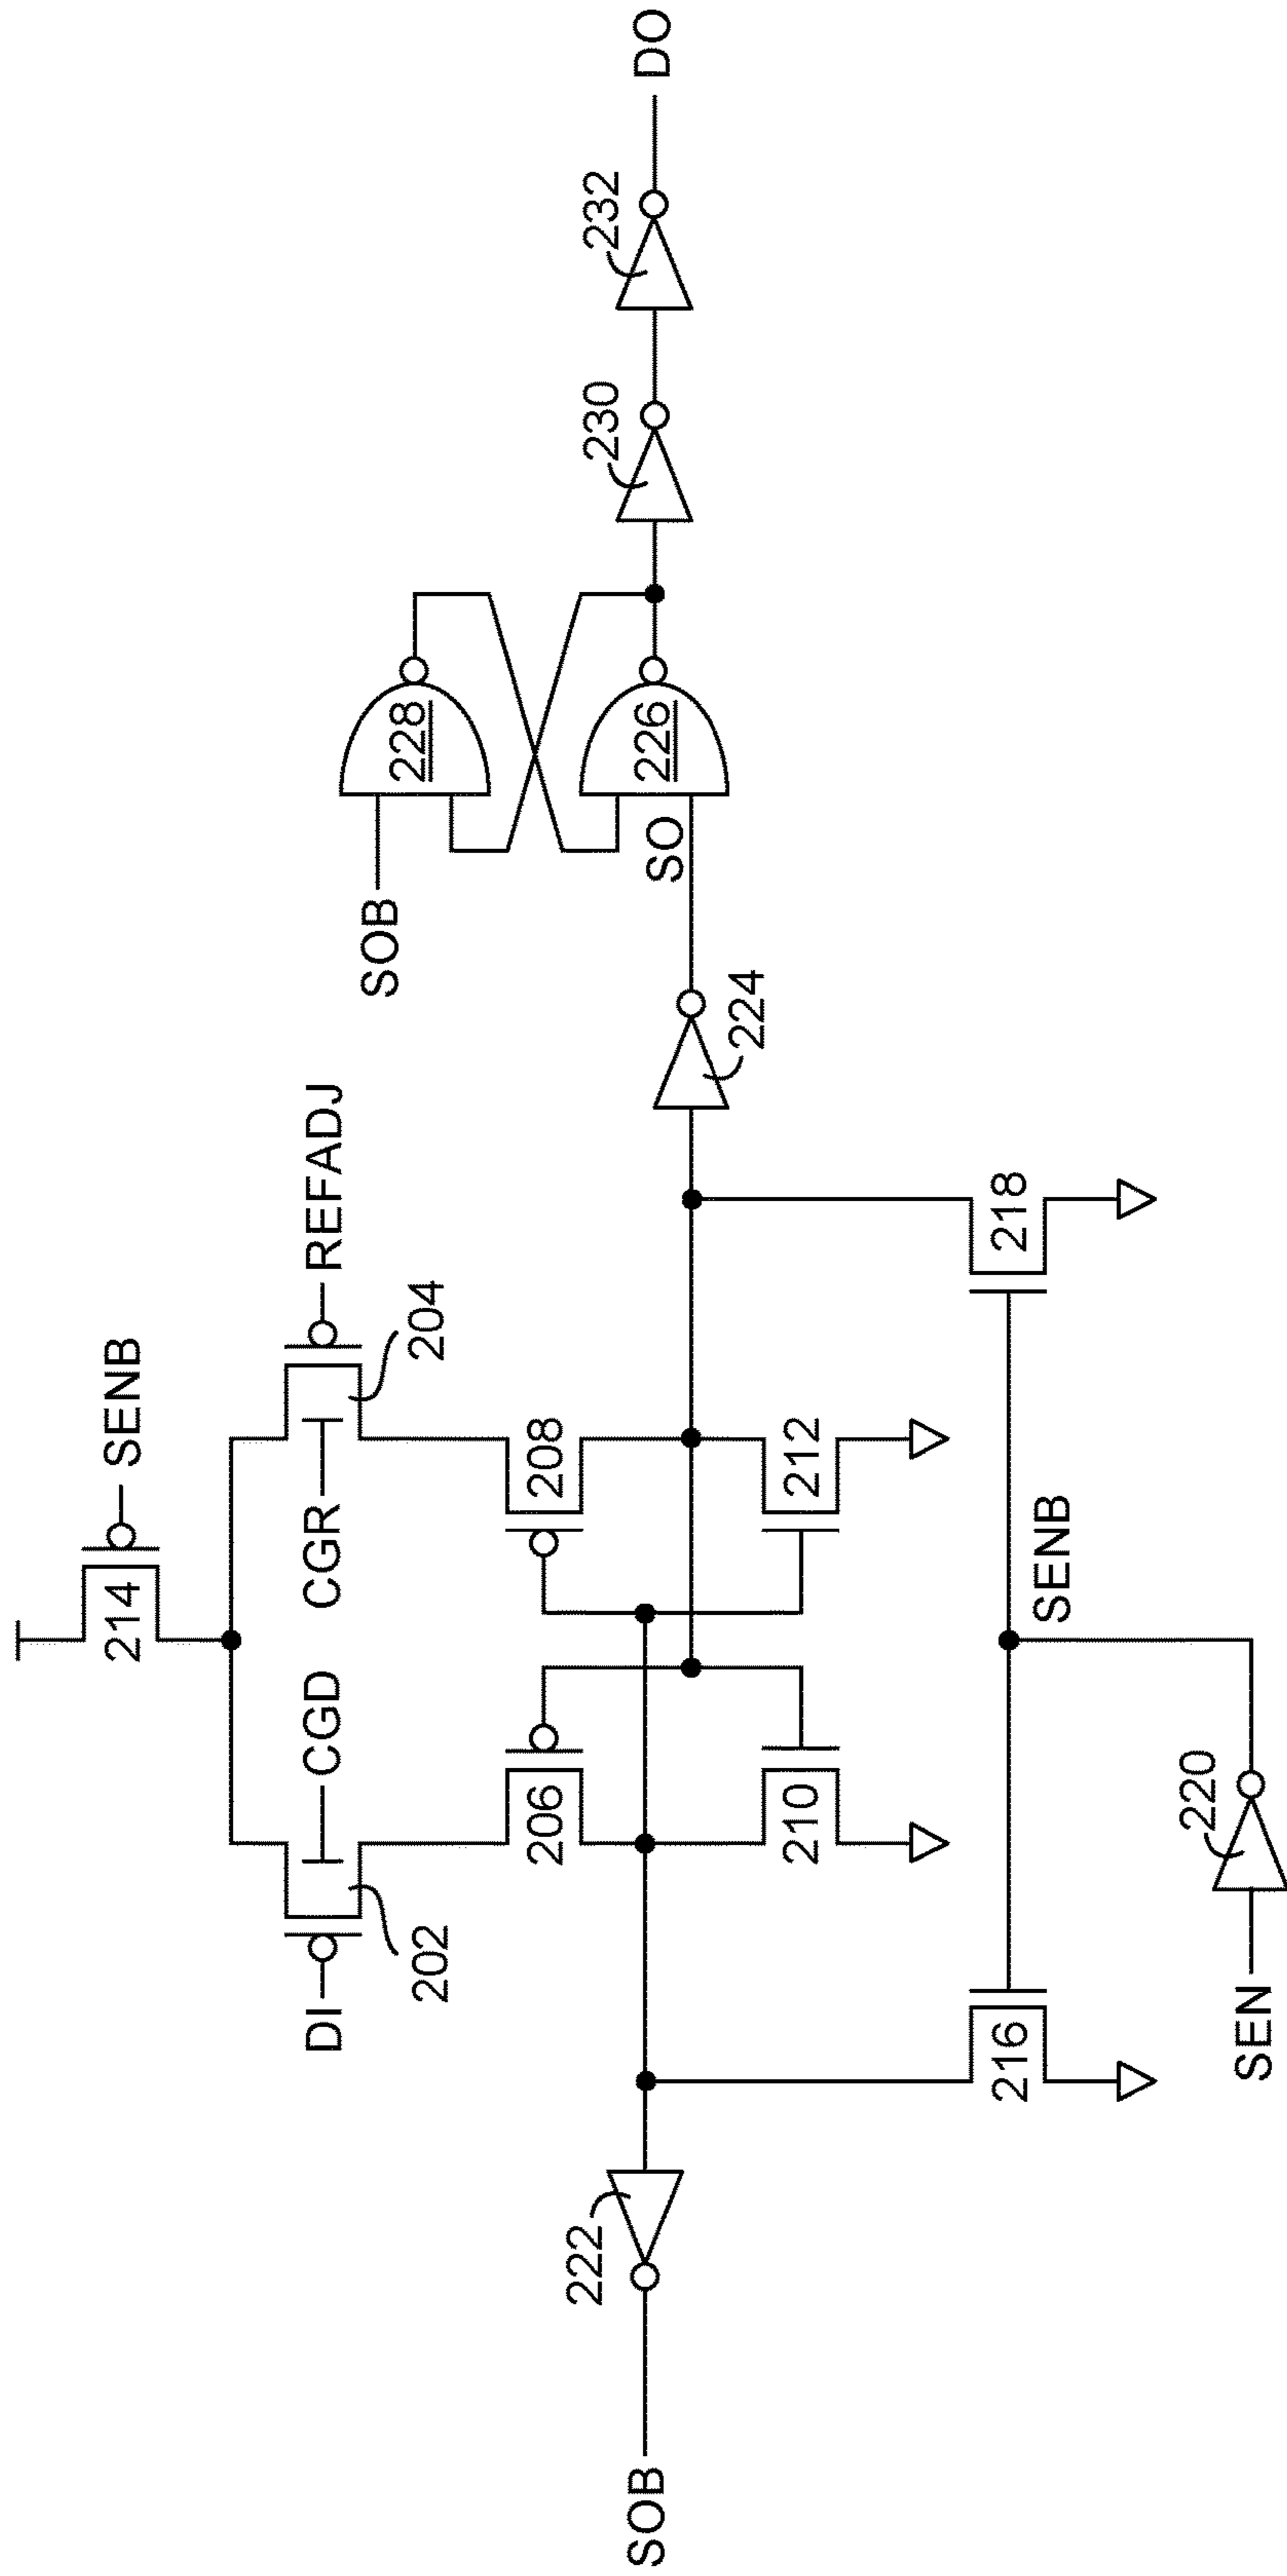 SENB
214
DI
CGD
CGR
REFADJ
202
204
206
208
210
212
SOB
222
216
218
SENB
SEN
220
224
SOB
SO
228
226
230
232
DO